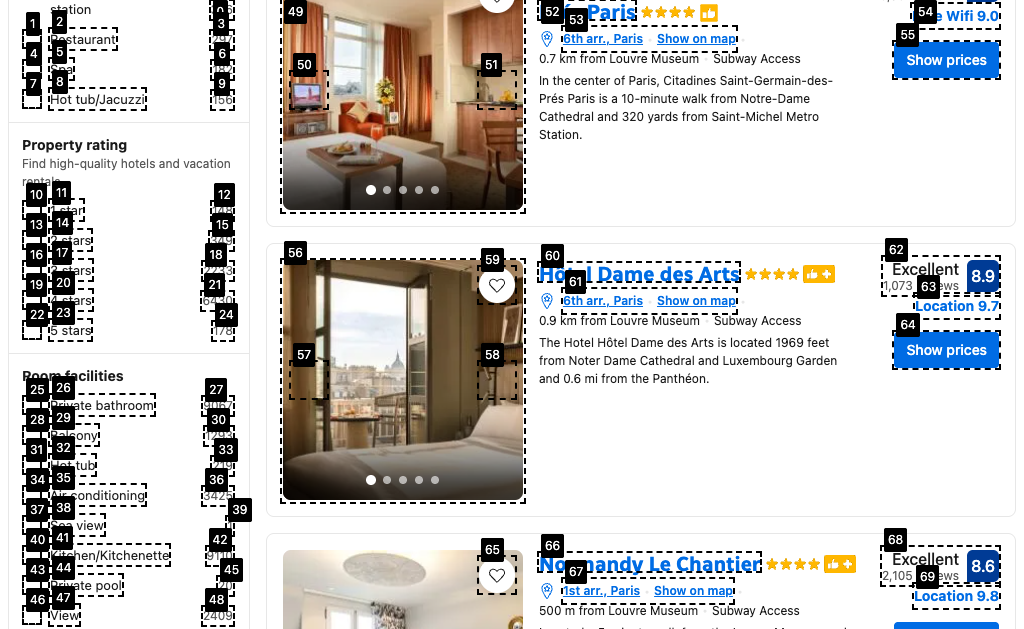 station
Restaurant
Spa
Hot tub/Jacuzzi
156
Property rating
Find high-quality hotels and vacation
rentals
1 star
2 stars
3 stars
4 stars
6430
5 stars
178
Room facilities
Private bathroom
Balcony
Hot tub
Air conditioning
3425
Sea view
Kitchen/Kitchenette
Private pool
View
2409
49
50
51
52
53
54
55
56
57
58
59
60
61
62
63
64
65
66
67
68
69
1
2
3
4
5
6
7
8
9
10
11
12
13
14
15
16
17
18
19
20
21
22
23
24
25
26
27
28
29
30
31
32
33
34
35
36
37
38
39
40
41
42
43
44
45
46
47
48
Paris
Wifi 9.0
6th arr., Paris Show on map
0.7 km from Louvre Museum Subway Access
Show prices
In the center of Paris, Citadines Saint-Germain-des-
Prés Paris is a 10-minute walk from Notre-Dame
Cathedral and 320 yards from Saint-Michel Metro
Station.
Hotel Dame des Arts
Excellent
8.9
1,073
6th arr., Paris Show on map
Location 9.7
0.9 km from Louvre Museum Subway Access
Show prices
The Hotel Hôtel Dame des Arts is located 1969 feet
from Noter Dame Cathedral and Luxembourg Garden
and 0.6 mi from the Panthéon.
Normandy Le Chantier
Excellent
8.6
2,105
1st arr., Paris Show on map
Location 9.8
500 m from Louvre Museum Subway Access